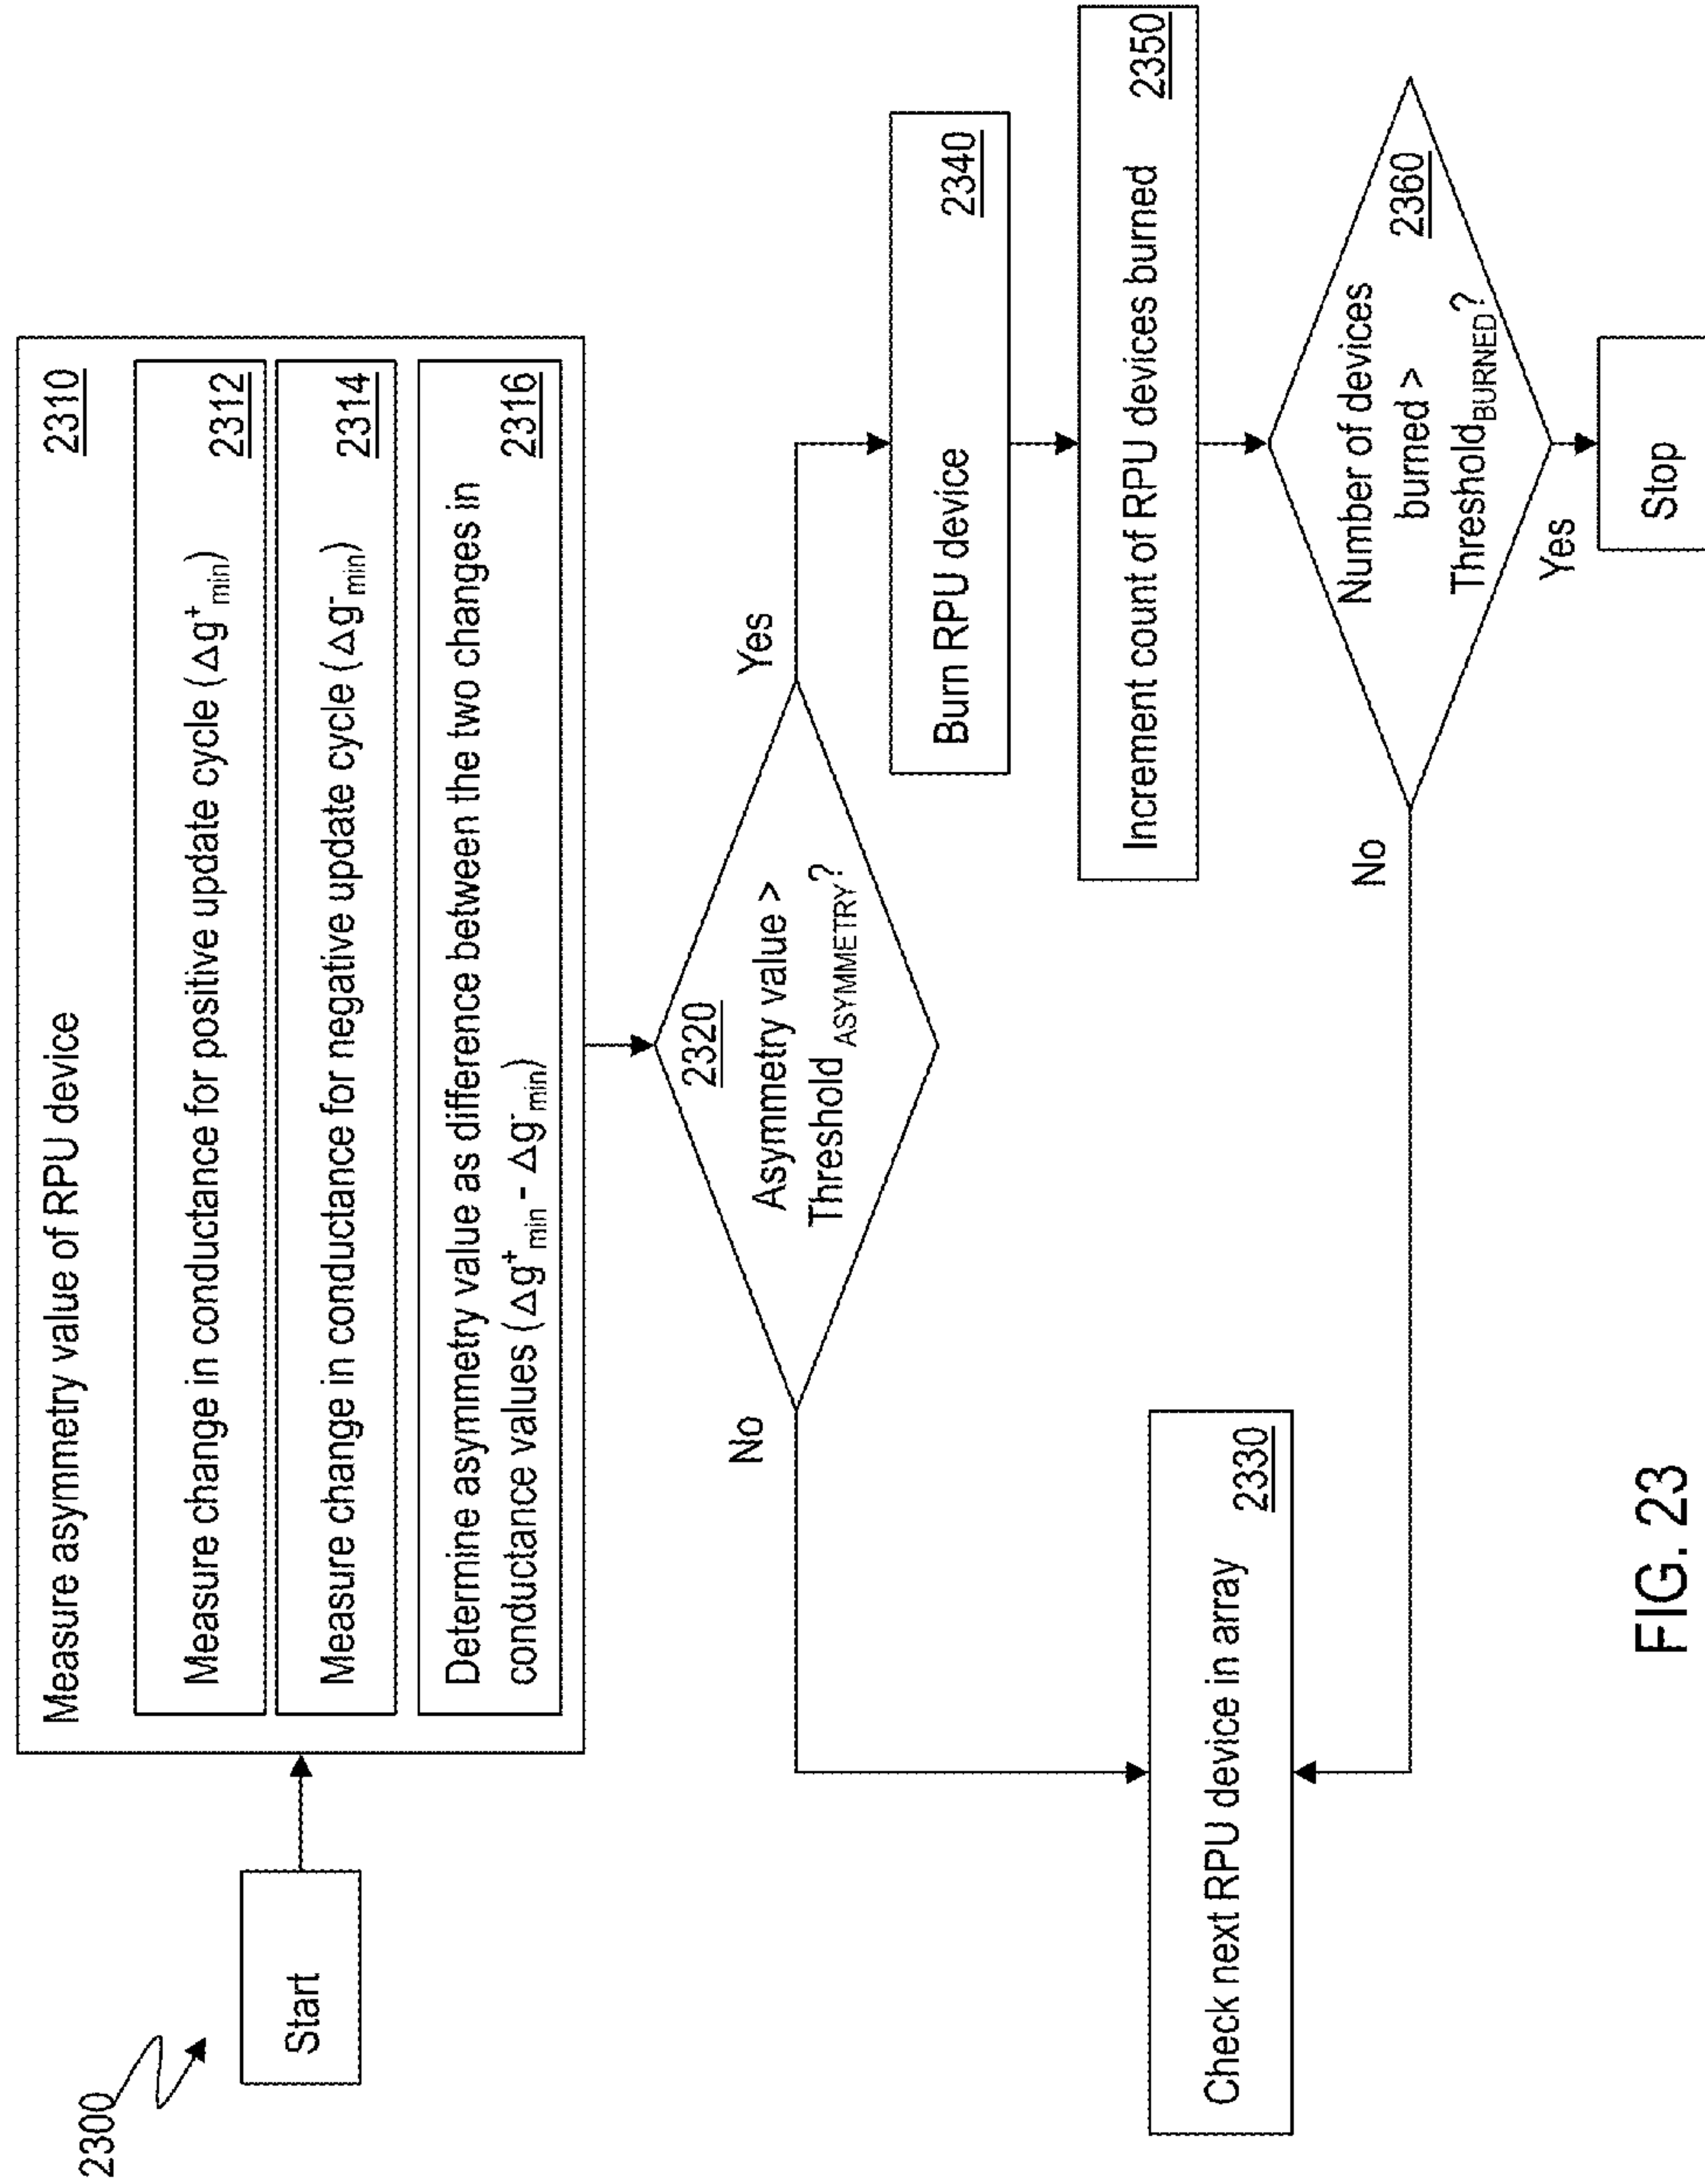 2300
Start
Measure asymmetry value of RPU device
2310
Measure change in conductance for positive update cycle (Δg⁺min)
2312
Measure change in conductance for negative update cycle (Δg⁻min)
2314
Determine asymmetry value as difference between the two changes in
conductance values (Δg⁺min - Δg⁻min)
2316
2320
Asymmetry value >
Threshold ASYMMETRY?
No
Yes
Burn RPU device
2340
Increment count of RPU devices burned
2350
Check next RPU device in array
2330
2360
Number of devices
burned >
ThresholdBURNED?
No
Yes
Stop
FIG. 23